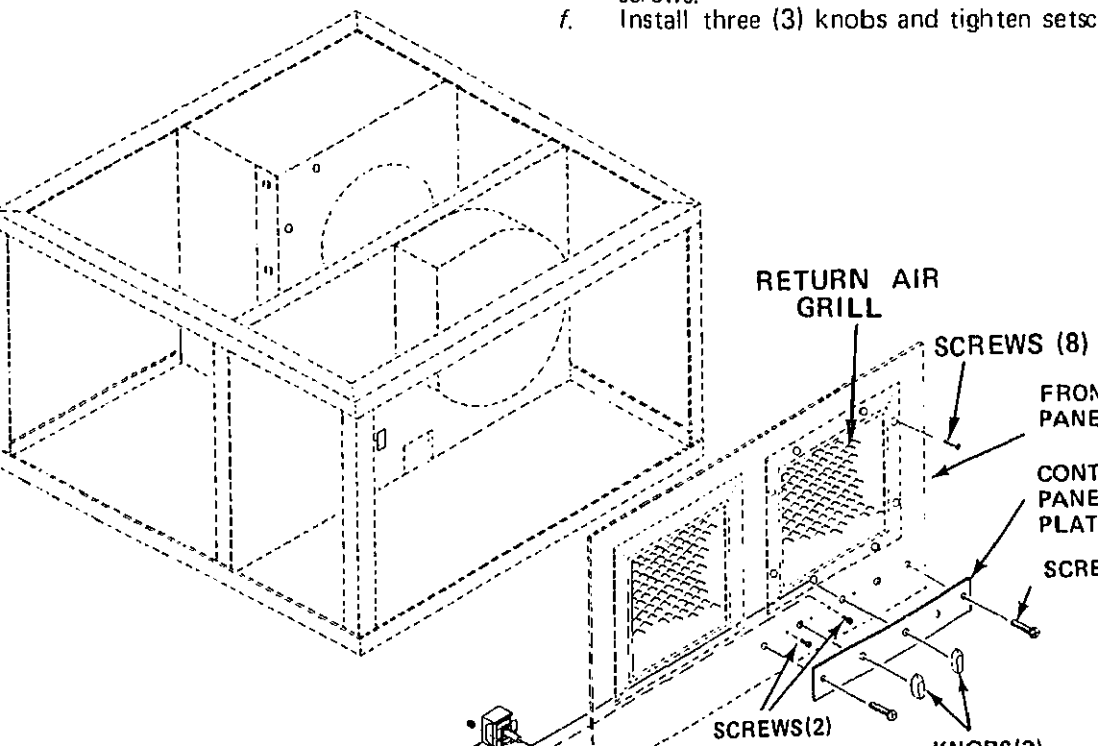 f. Install three (3) knobs and tighten setsc
RETURN AIR
GRILL
SCREWS (8)
FRON
PANE
CONT
PANE
PLAT
SCRE
SCREWS(2)